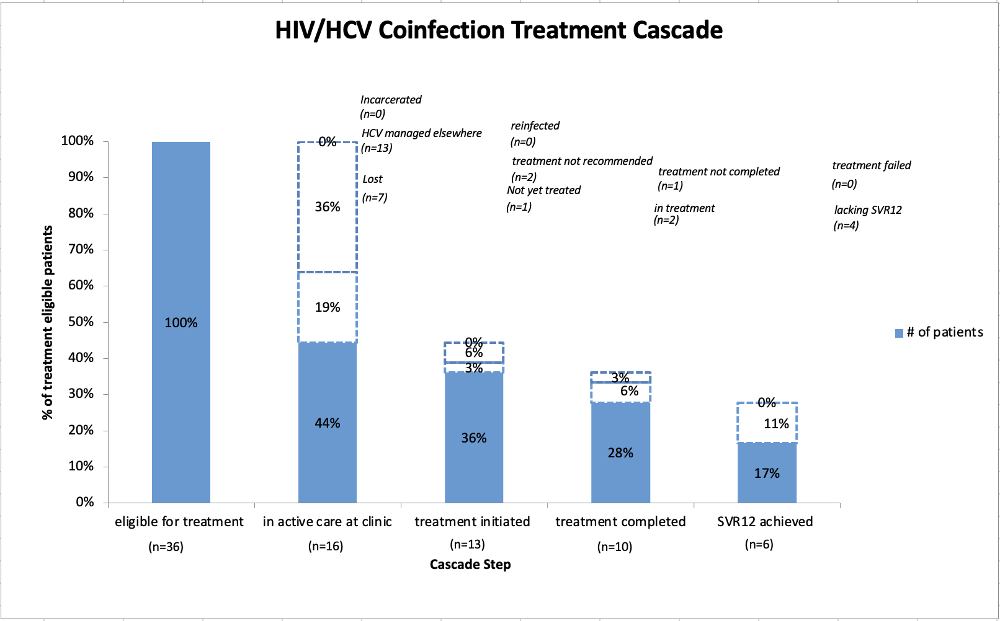 HIV/HCV Coinfection Treatment Cascade
Incarcerated
(n=0)
HCV managed elsewhere
(n=13)
Lost
(n=7)
reinfected
(n=0)
treatment not recommended
(n=2)
Not yet treated
(n=1)
treatment not completed
(n=1)
in treatment
(n=2)
treatment failed
(n=0)
lacking SVR12
(n=4)
% of treatment eligible patients
100%
90%
80%
70%
60%
50%
40%
30%
20%
10%
0%
100%
0%
36%
19%
44%
0%
6%
3%
36%
3%
6%
28%
0%
11%
17%
# of patients
eligible for treatment
(n=36)
in active care at clinic
(n=16)
treatment initiated
(n=13)
treatment completed
(n=10)
SVR12 achieved
(n=6)
Cascade Step